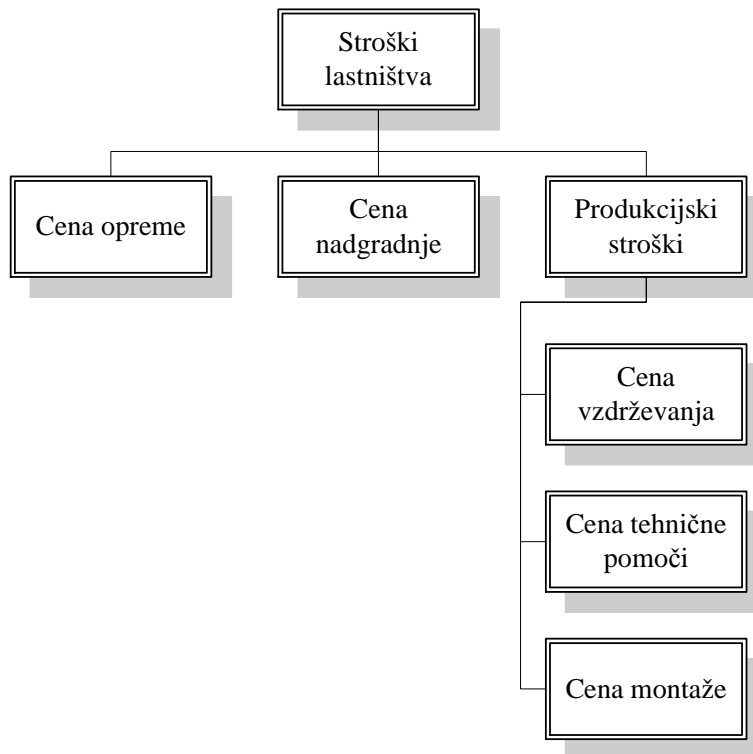 Stroški
lastništva
Cena opreme
Cena
nadgradnje
Produkcijski
stroški
Cena
vzdrževanja
Cena tehnične
pomoči
Cena montaže